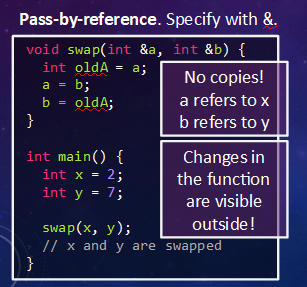 Pass-by-reference. Specify with &.
void swap(int &a, int &b) {
  int oldA = a;
  a = b;
  b = oldA;
}
No copies!
a refers to x
b refers to y
int main() {
  int x = 2;
  int y = 7;

  swap(x, y);
  // x and y are swapped
}
Changes in
the function
are visible
outside!